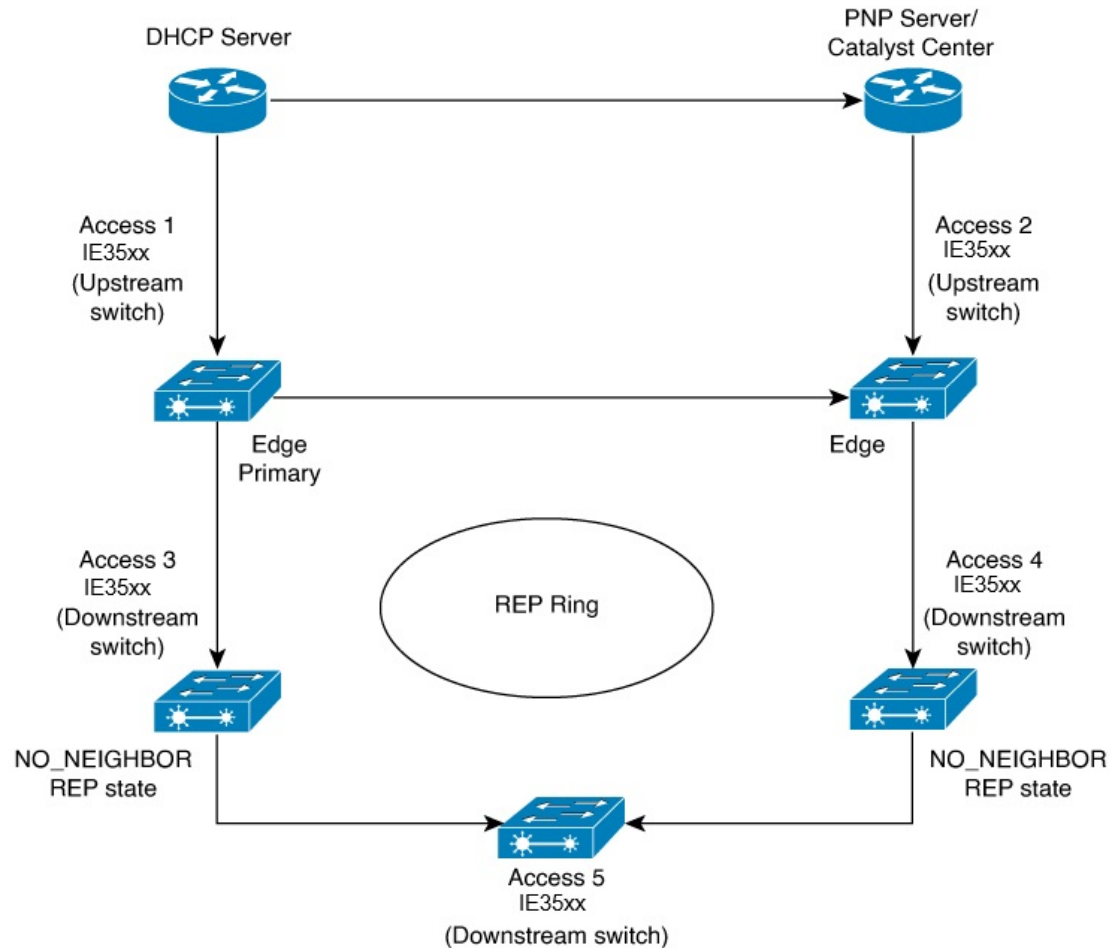 DHCP Server
PNP Server/
Catalyst Center
Access 1
IE35xx
(Upstream
switch)
Access 2
IE35xx
(Upstream
switch)
Edge
Primary
Edge
Access 3
IE35xx
(Downstream
switch)
REP Ring
Access 4
IE35xx
(Downstream
switch)
NO_NEIGHBOR
REP state
NO_NEIGHBOR
REP state
Access 5
IE35xx
(Downstream switch)